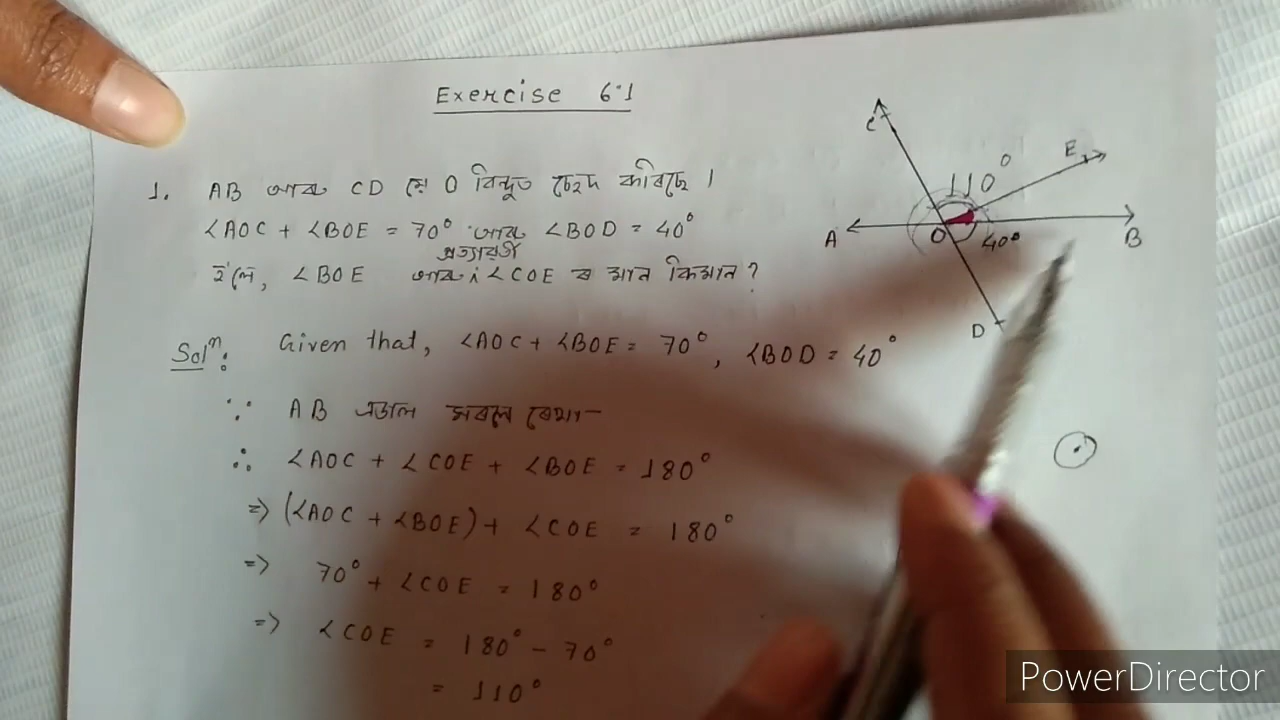 Exercise 6.1
1. AB আৰু CD য়ে O বিন্দুত ছেদ কৰিছে।
∠AOC + ∠BOE = 70° আৰু ∠BOD = 40°
প্ৰত্যাৱৰ্তী
হ'লে, ∠BOE আৰু ∠COE ৰ মান কিমান?
Solⁿ: Given that, ∠AOC + ∠BOE = 70°, ∠BOD = 40°
∵ AB এডাল সৰল ৰেখা—
∴ ∠AOC + ∠COE + ∠BOE = 180°
=> (∠AOC + ∠BOE) + ∠COE = 180°
=> 70° + ∠COE = 180°
=> ∠COE = 180° - 70°
= 110°
C
E
110°
A
O
40°
B
D
PowerDirector